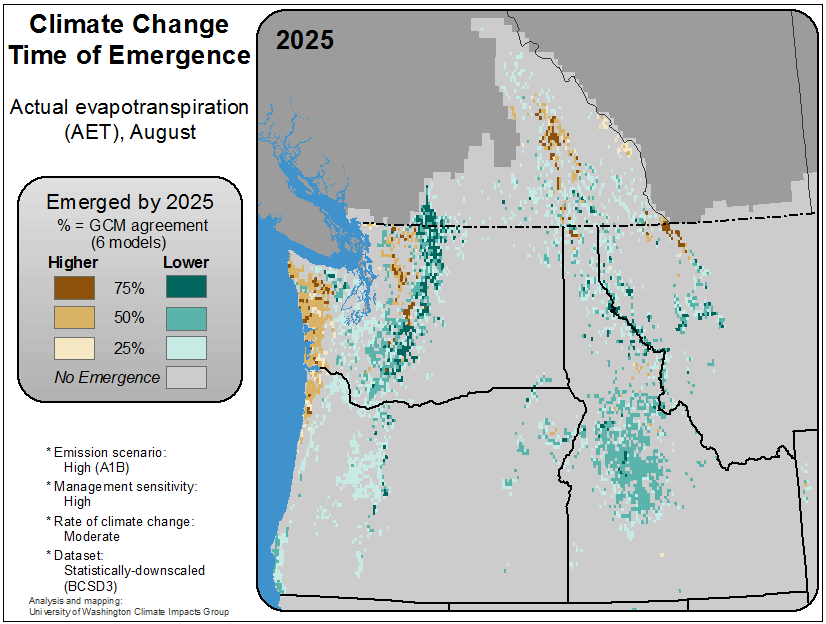 Climate Change
Time of Emergence
Actual evapotranspiration
(AET), August
Emerged by 2025
% = GCM agreement
(6 models)
Higher Lower
75%
50%
25%
No Emergence
* Emission scenario:
High (A1B)
* Management sensitivity:
High
* Rate of climate change:
Moderate
* Dataset:
Statistically-downscaled
(BCSD3)
Analysis and mapping:
University of Washington Climate Impacts Group
2025